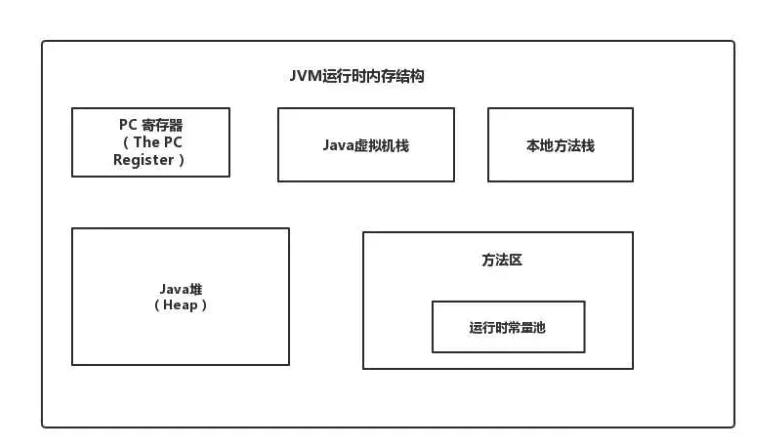 JVM运行时内存结构
PC 寄存器
（The PC
Register）
Java虚拟机栈
本地方法栈
Java堆
（Heap）
方法区
运行时常量池